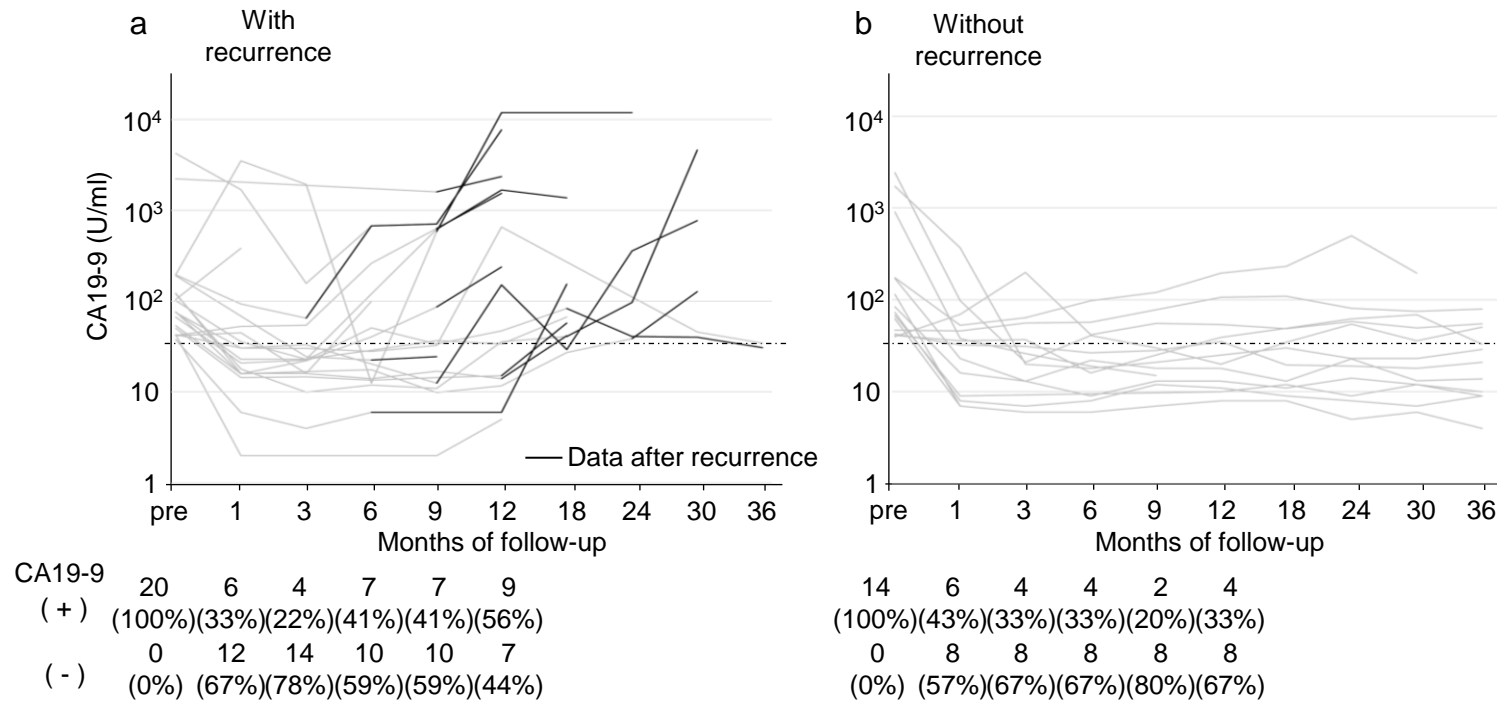 a
With
recurrence
b
Without
recurrence
CA19-9 (U/ml)
10⁴
10³
10²
10
1
Data after recurrence
pre 1 3 6 9 12 18 24 30 36
Months of follow-up
10⁴
10³
10²
10
1
pre 1 3 6 9 12 18 24 30 36
Months of follow-up
CA19-9
( + )
20 6 4 7 7 9
(100%)(33%)(22%)(41%)(41%)(56%)
( - )
0 12 14 10 10 7
(0%) (67%)(78%)(59%)(59%)(44%)
14 6 4 4 2 4
(100%)(43%)(33%)(33%)(20%)(33%)
0 8 8 8 8 8
(0%) (57%)(67%)(67%)(80%)(67%)